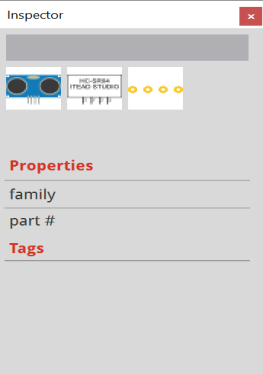 Inspector
HC-SR04
ITEAD STUDIO
Properties
family
part #
Tags